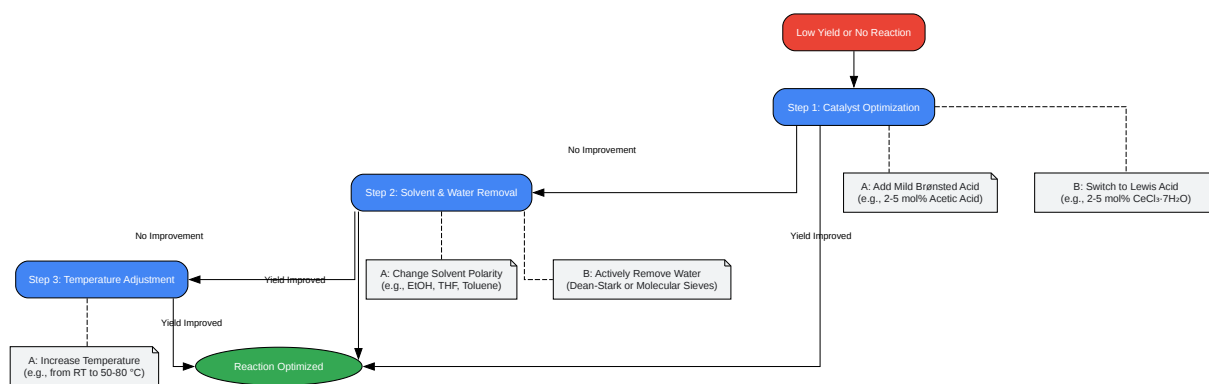 Low Yield or No Reaction
Step 1: Catalyst Optimization
No Improvement
A: Add Mild Brønsted Acid
(e.g., 2-5 mol% Acetic Acid)
B: Switch to Lewis Acid
(e.g., 2-5 mol% CeCl₃·7H₂O)
Step 2: Solvent & Water Removal
No Improvement
Yield Improved
A: Change Solvent Polarity
(e.g., EtOH, THF, Toluene)
B: Actively Remove Water
(Dean-Stark or Molecular Sieves)
Step 3: Temperature Adjustment
Yield Improved
Yield Improved
A: Increase Temperature
(e.g., from RT to 50-80 °C)
Reaction Optimized